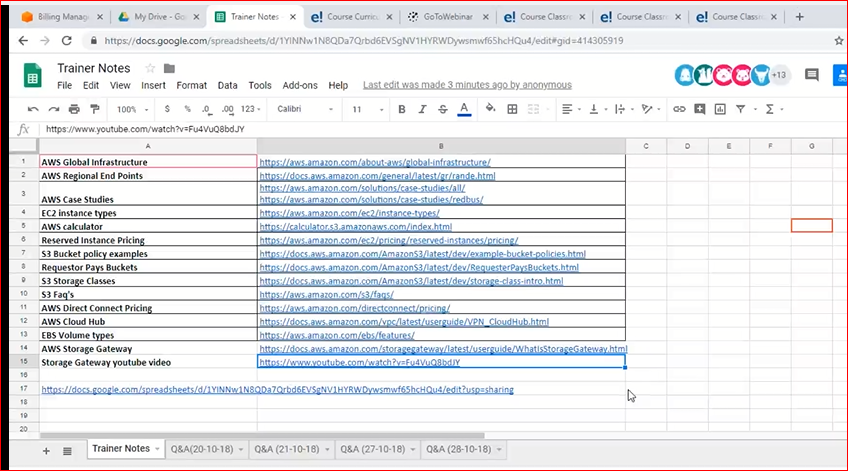 Billing Manag
My Drive - Go
Trainer Notes
Course Curricu
GoToWebinar
Course Classr
Course Classr
Course Classr
https://docs.google.com/spreadsheets/d/1YINNw1N8QDa7Qrbd6EVSgNV1HYRWDywsmwf65hcHQu4/edit#gid=414305919
Trainer Notes
+13
File Edit View Insert Format Data Tools Add-ons Help Last edit was made 3 minutes ago by anonymous
100% $ % .0 .00 123 Calibri 11 B I S A
fx https://www.youtube.com/watch?v=Fu4VuQ8bdJY
A B C D E F G
1 AWS Global Infrastructure https://aws.amazon.com/about-aws/global-infrastructure/
2 AWS Regional End Points https://docs.aws.amazon.com/general/latest/gr/rande.html
https://aws.amazon.com/solutions/case-studies/all/
3 AWS Case Studies https://aws.amazon.com/solutions/case-studies/redbus/
4 EC2 instance types https://aws.amazon.com/ec2/instance-types/
5 AWS calculator https://calculator.s3.amazonaws.com/index.html
6 Reserved Instance Pricing https://aws.amazon.com/ec2/pricing/reserved-instances/pricing/
7 S3 Bucket policy examples https://docs.aws.amazon.com/AmazonS3/latest/dev/example-bucket-policies.html
8 Requestor Pays Buckets https://docs.aws.amazon.com/AmazonS3/latest/dev/RequesterPaysBuckets.html
9 S3 Storage Classes https://docs.aws.amazon.com/AmazonS3/latest/dev/storage-class-intro.html
10 S3 Faq's https://aws.amazon.com/s3/faqs/
11 AWS Direct Connect Pricing https://aws.amazon.com/directconnect/pricing/
12 AWS Cloud Hub https://docs.aws.amazon.com/vpc/latest/userguide/VPN_CloudHub.html
13 EBS Volume types https://aws.amazon.com/ebs/features/
14 AWS Storage Gateway https://docs.aws.amazon.com/storagegateway/latest/userguide/WhatIsStorageGateway.html
15 Storage Gateway youtube video https://www.youtube.com/watch?v=Fu4VuQ8bdJY
16
17 https://docs.google.com/spreadsheets/d/1YINNw1N8QDa7Qrbd6EVSgNV1HYRWDywsmwf65hcHQu4/edit?usp=sharing
18
19
20
Trainer Notes Q&A(20-10-18) Q&A (21-10-18) Q&A (27-10-18) Q&A (28-10-18)